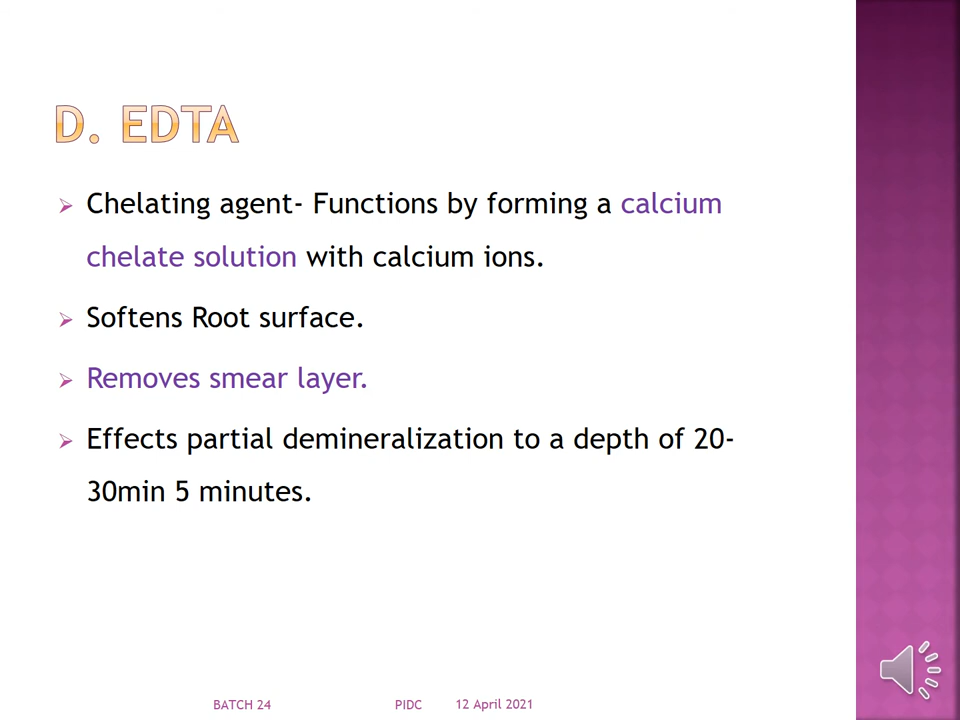 D. EDTA
Chelating agent- Functions by forming a calcium
chelate solution with calcium ions.
Softens Root surface.
Removes smear layer.
Effects partial demineralization to a depth of 20-
30min 5 minutes.
BATCH 24 PIDC 12 April 2021